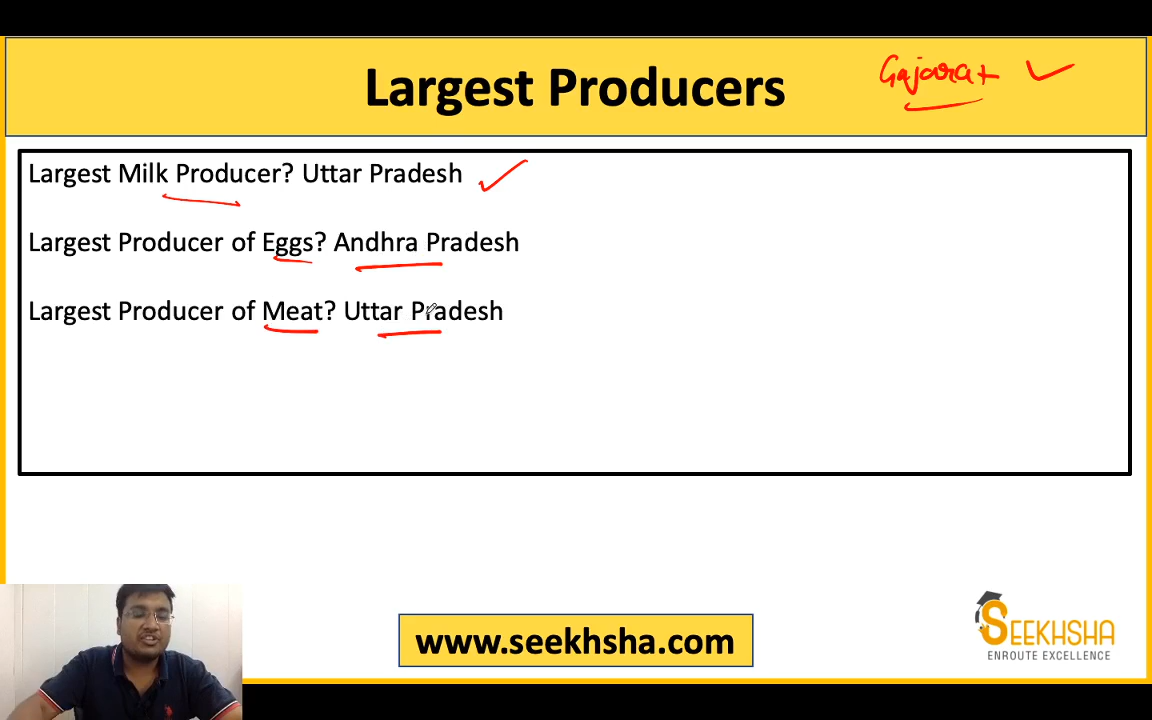 Largest Producers
Gajarat
Largest Milk Producer? Uttar Pradesh
Largest Producer of Eggs? Andhra Pradesh
Largest Producer of Meat? Uttar Pradesh
www.seekhsha.com
SEEKHSHA
ENROUTE EXCELLENCE